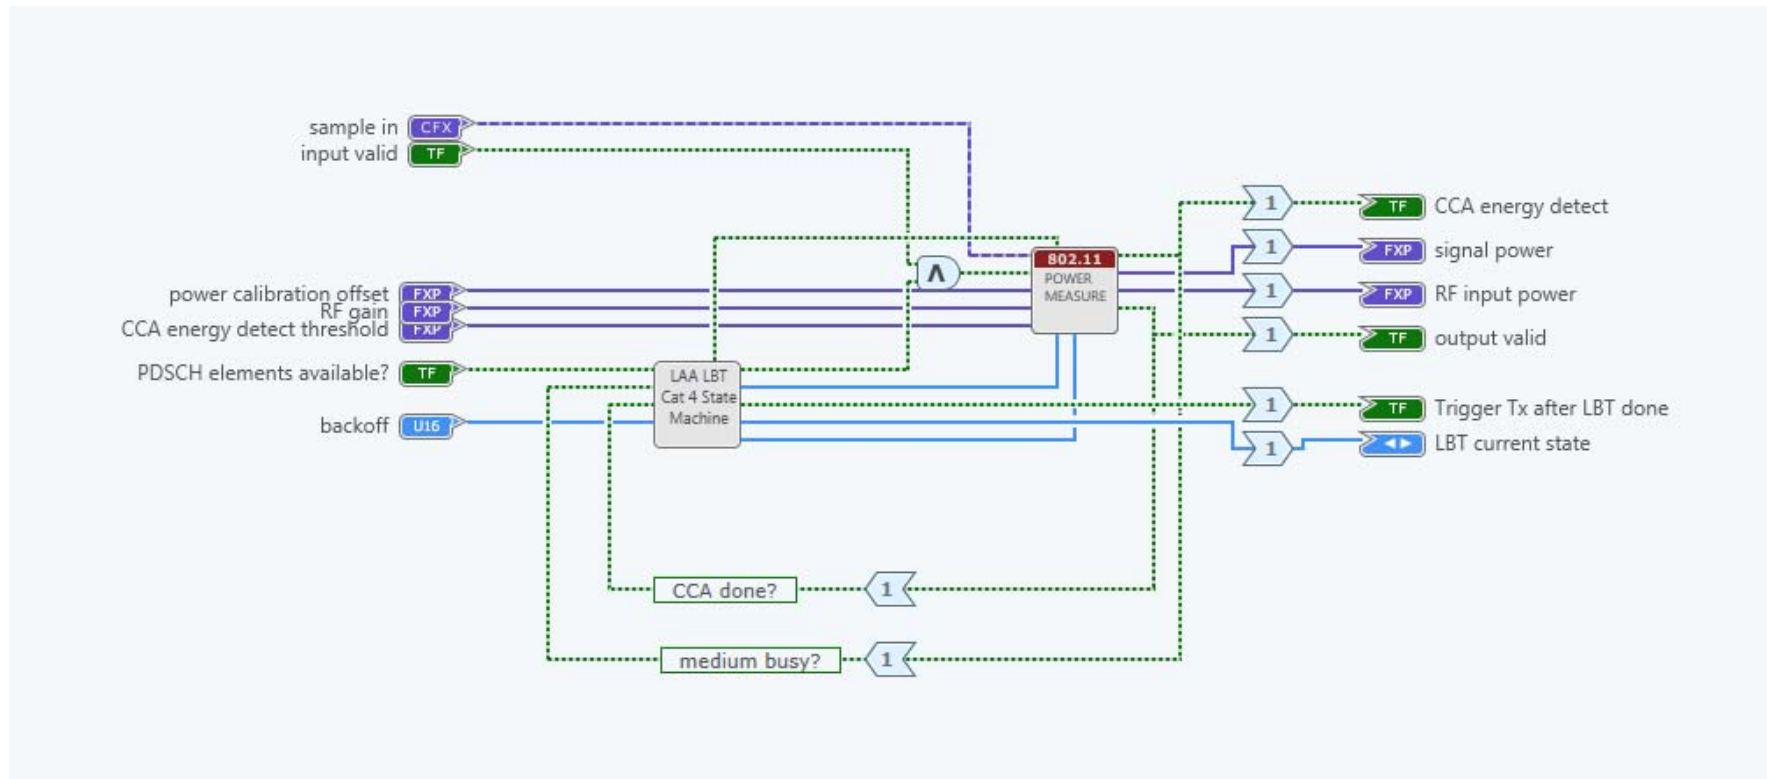 sample in CFX
input valid TF
CCA energy detect TF
802.11
POWER
MEASURE
signal power FXP
RF input power FXP
output valid TF
power calibration offset FXP
RF gain FXP
CCA energy detect threshold FXP
PDSCH elements available? TF
backoff U16
LAA LBT
Cat 4 State
Machine
Λ
1
1
1
1
1
1
TF Trigger Tx after LBT done
LBT current state
CCA done? 1
medium busy? 1